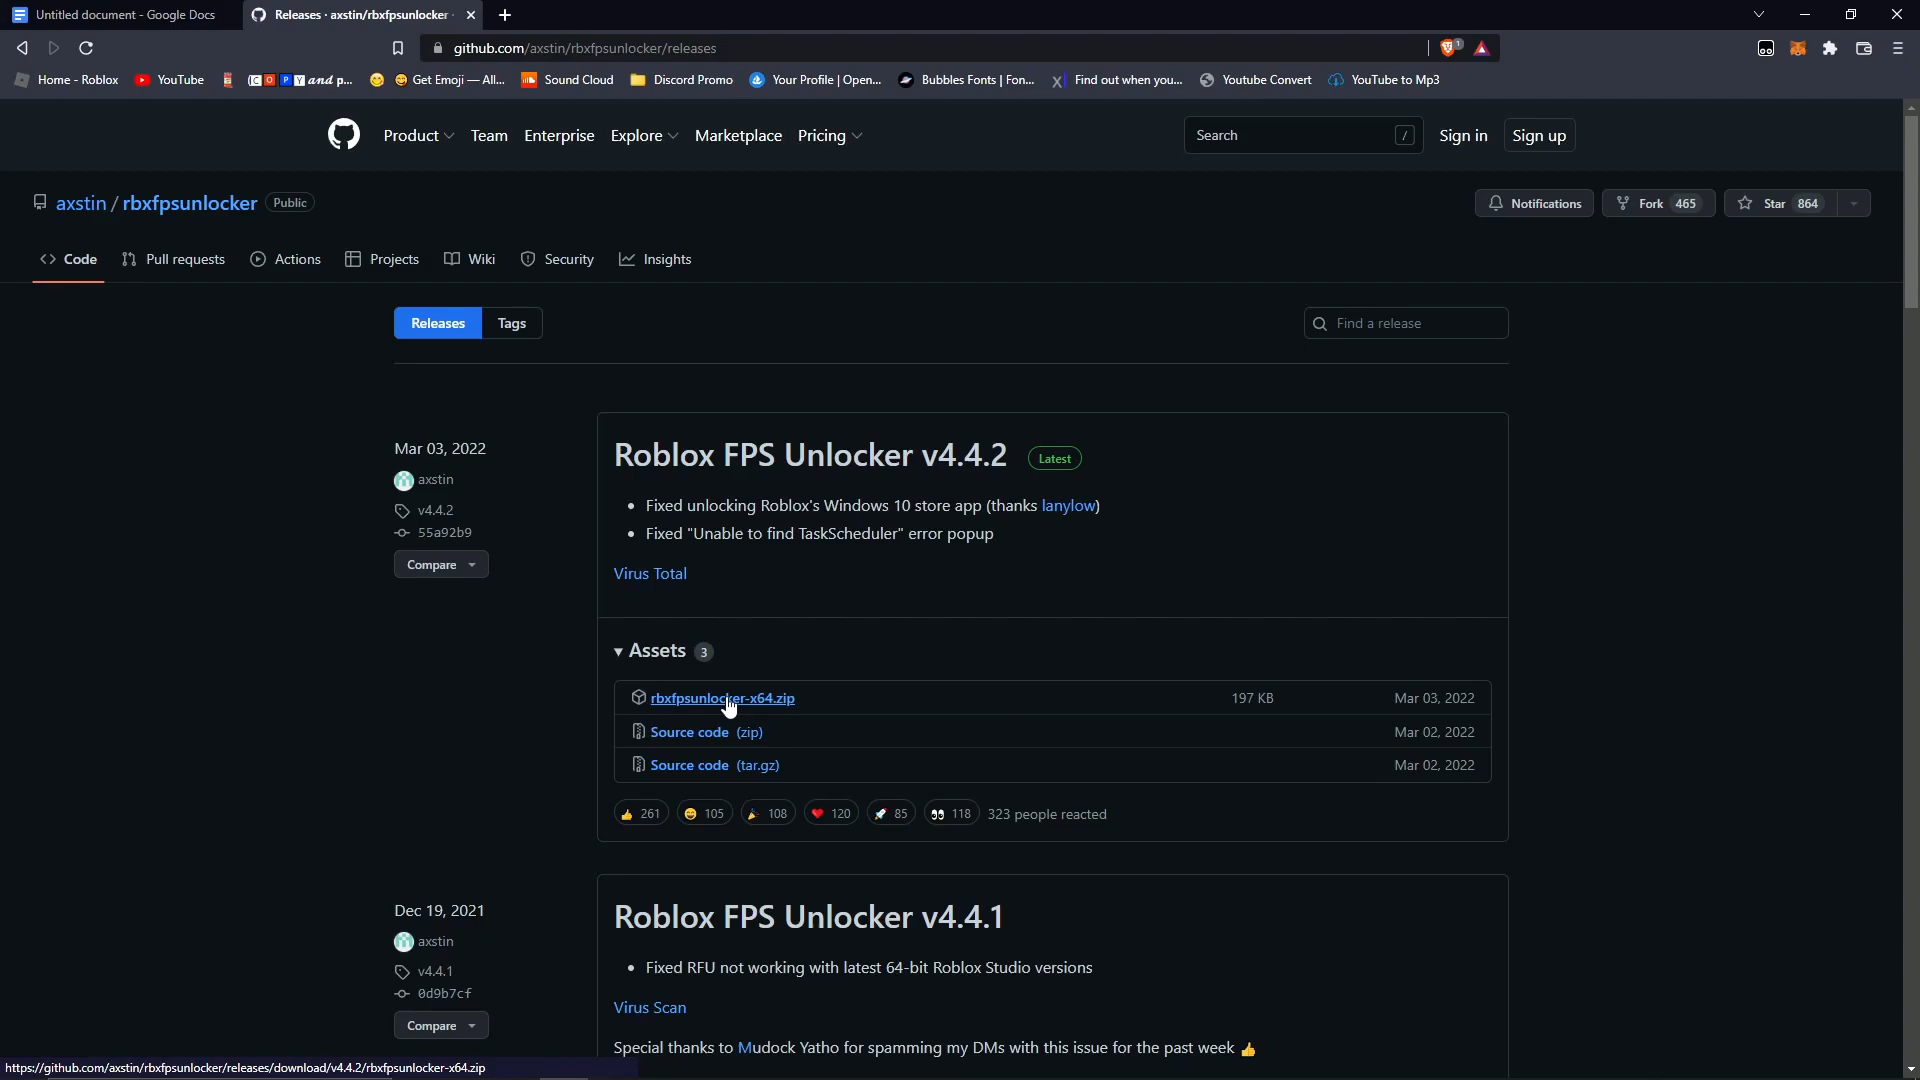 Untitled document - Google Docs
Releases · axstin/rbxfpsunlocker ·
github.com/axstin/rbxfpsunlocker/releases
1
Home - Roblox
YouTube
C O P Y and p...
Get Emoji — All...
Sound Cloud
Discord Promo
Your Profile | Open...
Bubbles Fonts | Fon...
Find out when you...
Youtube Convert
YouTube to Mp3
Product
Team
Enterprise
Explore
Marketplace
Pricing
Search /
Sign in
Sign up
axstin / rbxfpsunlocker Public
Notifications
Fork 465
Star 864
Code
Pull requests
Actions
Projects
Wiki
Security
Insights
Releases
Tags
Find a release
Mar 03, 2022
axstin
v4.4.2
55a92b9
Compare
Roblox FPS Unlocker v4.4.2 Latest
• Fixed unlocking Roblox's Windows 10 store app (thanks lanylow)
• Fixed "Unable to find TaskScheduler" error popup
Virus Total
Assets 3
rbxfpsunlocker-x64.zip 197 KB Mar 03, 2022
Source code (zip) Mar 02, 2022
Source code (tar.gz) Mar 02, 2022
👍 261 😄 105 🎉 108 ❤️ 120 🚀 85 👀 118 323 people reacted
Dec 19, 2021
axstin
v4.4.1
0d9b7cf
Compare
Roblox FPS Unlocker v4.4.1
• Fixed RFU not working with latest 64-bit Roblox Studio versions
Virus Scan
Special thanks to Mudock Yatho for spamming my DMs with this issue for the past week 👍
https://github.com/axstin/rbxfpsunlocker/releases/download/v4.4.2/rbxfpsunlocker-x64.zip